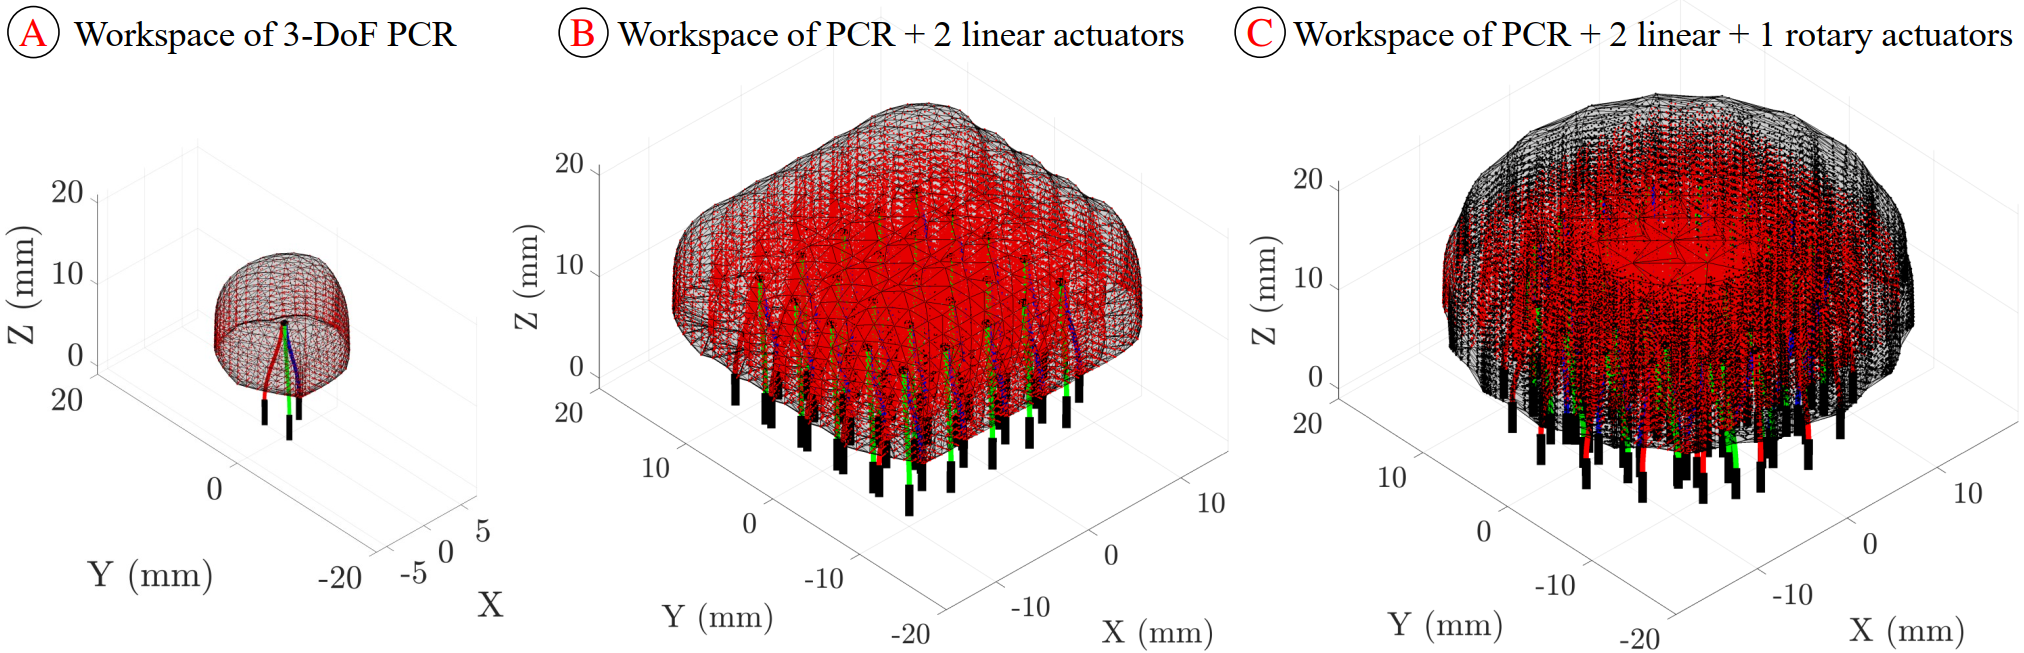 A Workspace of 3-DoF PCR
B Workspace of PCR + 2 linear actuators
C Workspace of PCR + 2 linear + 1 rotary actuators
20
10
0
Z (mm)
20
0
-20
Y (mm)
-5
0
5
X
20
10
0
Z (mm)
20
10
0
-10
-20
Y (mm)
-10
0
10
X (mm)
20
10
0
Z (mm)
20
10
0
-10
-20
Y (mm)
-10
0
10
X (mm)